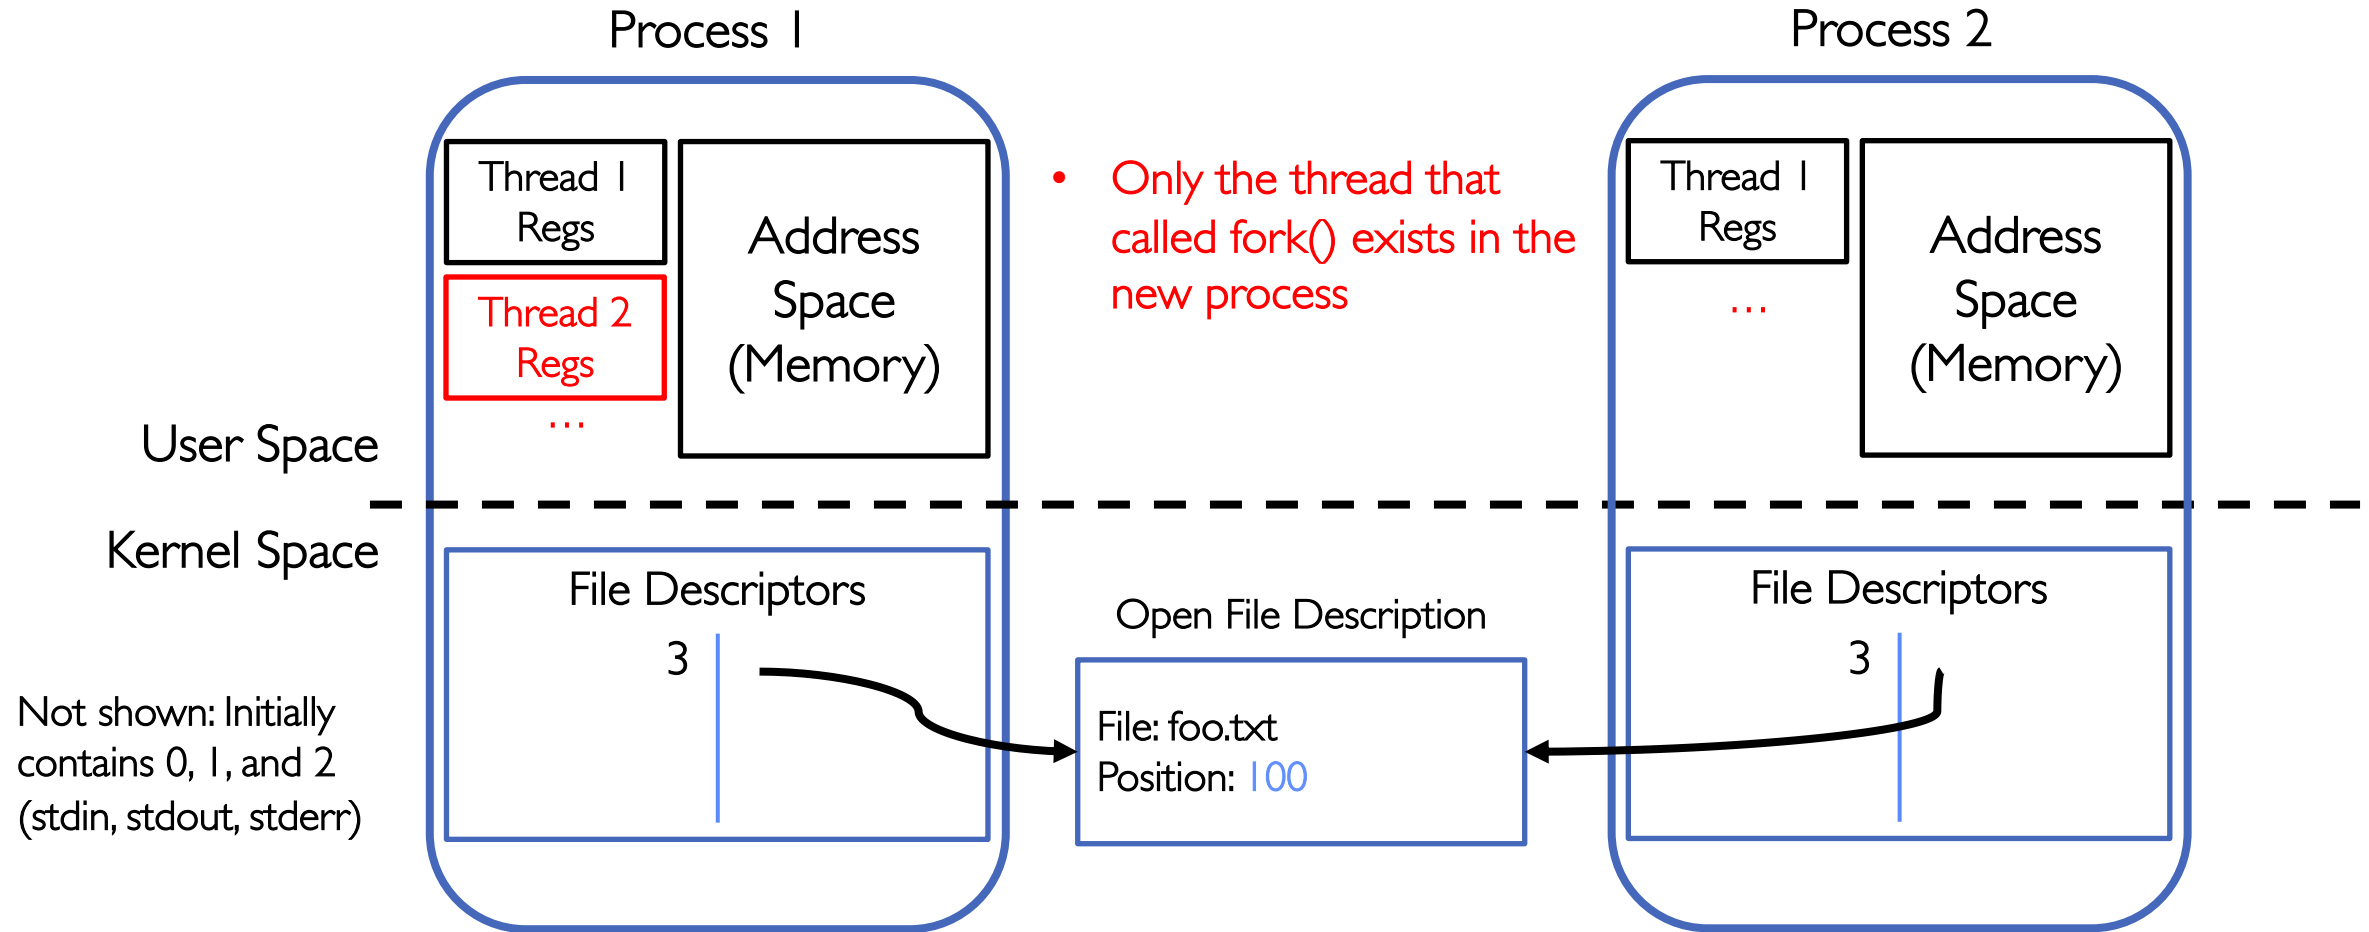 Process 1
Process 2
Thread 1
Regs
Thread 2
Regs
...
Address
Space
(Memory)
• Only the thread that
called fork() exists in the
new process
Thread 1
Regs
...
Address
Space
(Memory)
User Space
Kernel Space
File Descriptors
3
Open File Description
File: foo.txt
Position: 100
File Descriptors
3
Not shown: Initially
contains 0, 1, and 2
(stdin, stdout, stderr)